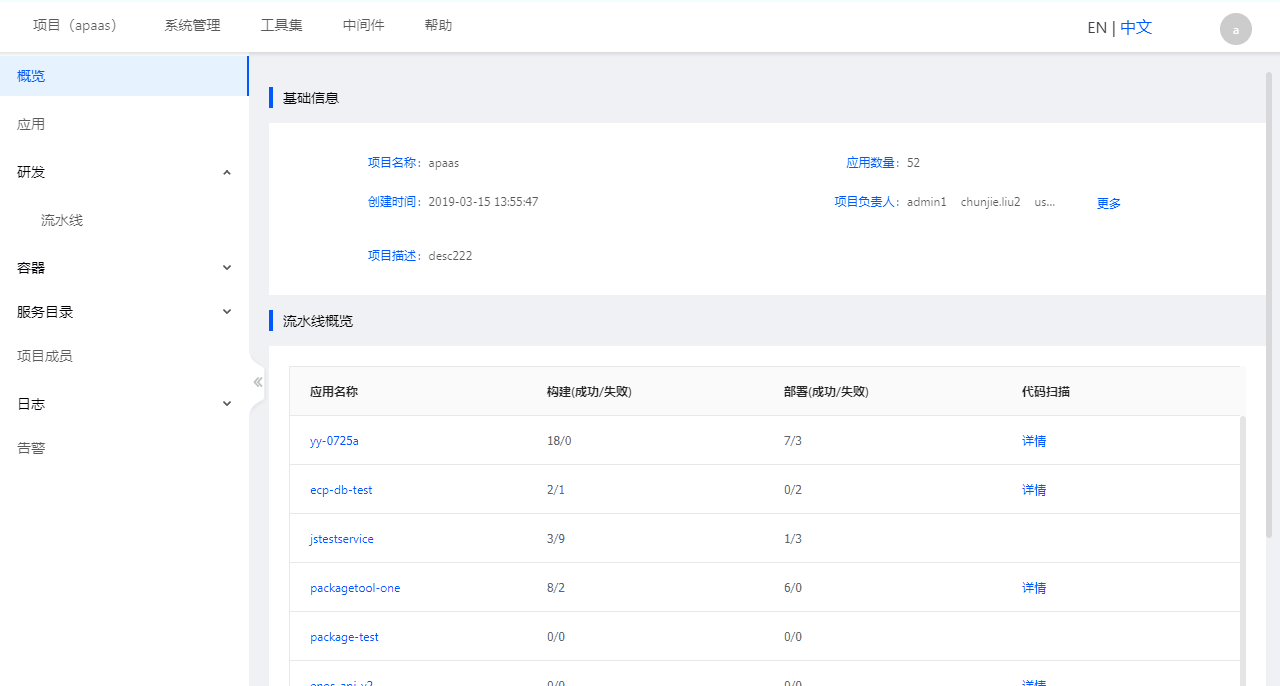 项目（apaas） 系统管理 工具集 中间件 帮助 EN | 中文 a
概览
应用
研发
流水线
容器
服务目录
项目成员
日志
告警
基础信息
项目名称： apaas 应用数量： 52
创建时间： 2019-03-15 13:55:47 项目负责人： admin1 chunjie.liu2 us... 更多
项目描述： desc222
流水线概览
应用名称 构建(成功/失败) 部署(成功/失败) 代码扫描
yy-0725a 18/0 7/3 详情
ecp-db-test 2/1 0/2 详情
jstestservice 3/9 1/3
packagetool-one 8/2 6/0 详情
package-test 0/0 0/0
0/0 0/0 详情